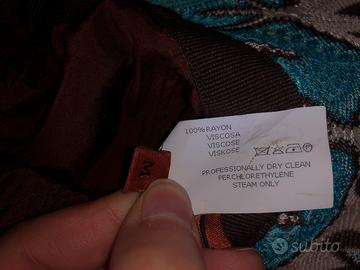 100% RAYON
VISCOSA
VISCOSE
VISKOSE
PROFESSIONALLY DRY CLEAN
PERCHLORETHYLENE
STEAM ONLY
M
subito